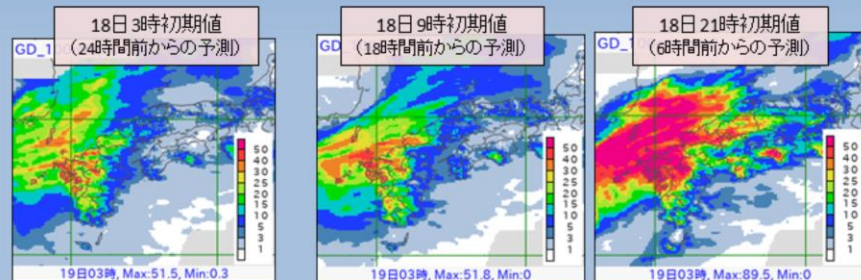 18日3時初期値
(24時間前からの予測)
GD_1
50
40
30
25
20
15
10
5
3
1
19日03時, Max:51.5, Min:0.3
18日9時初期値
(18時間前からの予測)
GD
50
40
30
25
20
15
10
5
3
1
19日03時, Max:51.8, Min:0
18日21時初期値
(6時間前からの予測)
GD_1
50
40
30
25
20
15
10
5
3
1
19日03時, Max:89.5, Min:0